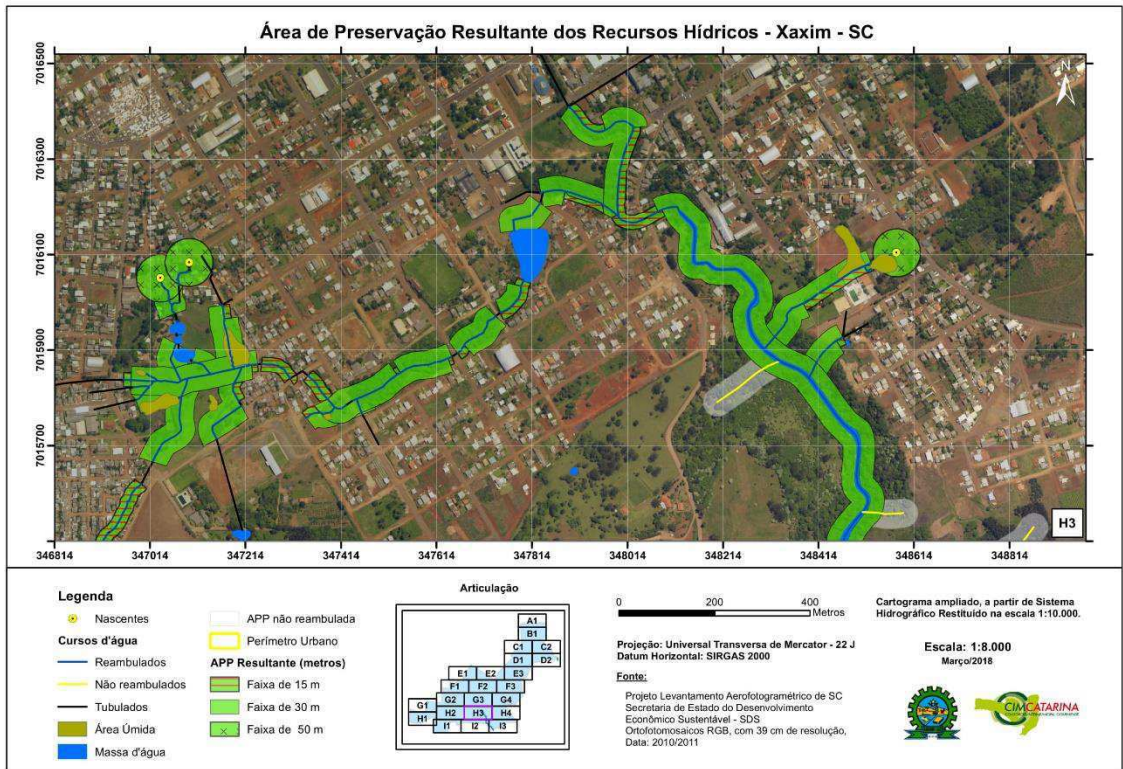 Área de Preservação Resultante dos Recursos Hídricos - Xaxim - SC
7016500
7016300
7016100
7015900
7015700
N
H3
346814 347014 347214 347414 347614 347814 348014 348214 348414 348614 348814
Legenda
Nascentes
Cursos d'água
Reambulados
Não reambulados
Tubulados
Área Úmida
Massa d'água
APP não reambulada
Perímetro Urbano
APP Resultante (metros)
Faixa de 15 m
Faixa de 30 m
Faixa de 50 m
Articulação
A1
B1
C1 C2
D1 D2
E1 E2 E3
F1 F2 F3
G1 G2 G3 G4
H1 H2 H3 H4
I1 I2 I3
0 200 400
Metros
Projeção: Universal Transversa de Mercator - 22 J
Datum Horizontal: SIRGAS 2000
Fonte:
Projeto Levantamento Aerofotogramétrico de SC
Secretaria de Estado do Desenvolvimento
Econômico Sustentável - SDS
Ortofotomosaicos RGB, com 39 cm de resolução,
Data: 2010/2011
Cartograma ampliado, a partir de Sistema
Hidrográfico Restituído na escala 1:10.000.
Escala: 1:8.000
Março/2018
CIMCATARINA